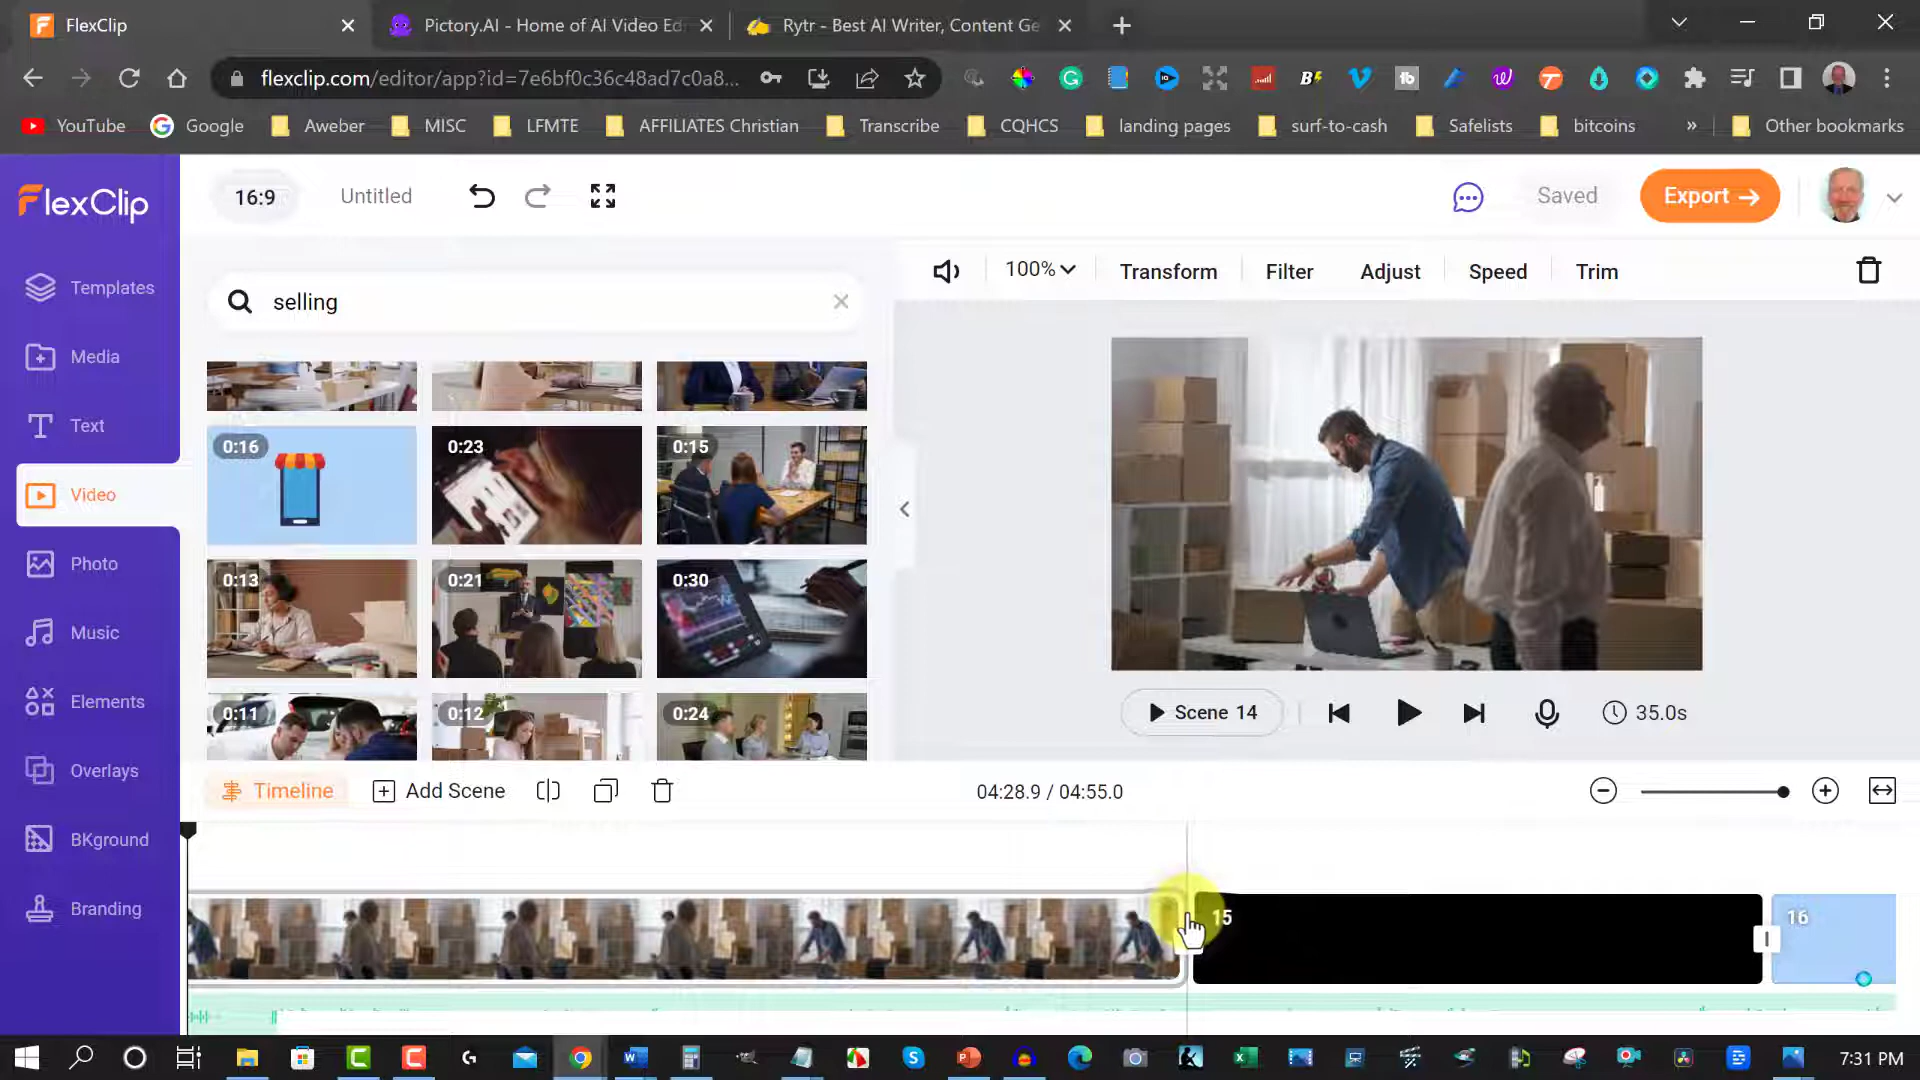 FlexClip
Pictory.AI - Home of AI Video Ed
Rytr - Best AI Writer, Content Ge
flexclip.com/editor/app?id=7e6bf0c36c48ad7c0a8...
YouTube
Google
Aweber
MISC
LFMTE
AFFILIATES Christian
Transcribe
CQHCS
landing pages
surf-to-cash
Safelists
bitcoins
»
Other bookmarks
FlexClip
16:9
Untitled
Saved
Export
Templates
Media
Text
Video
Photo
Music
Elements
Overlays
BKground
Branding
selling
100%
Transform
Filter
Adjust
Speed
Trim
0:16
0:23
0:15
0:13
0:21
0:30
0:11
0:12
0:24
Scene 14
35.0s
Timeline
Add Scene
04:28.9 / 04:55.0
15
16
7:31 PM